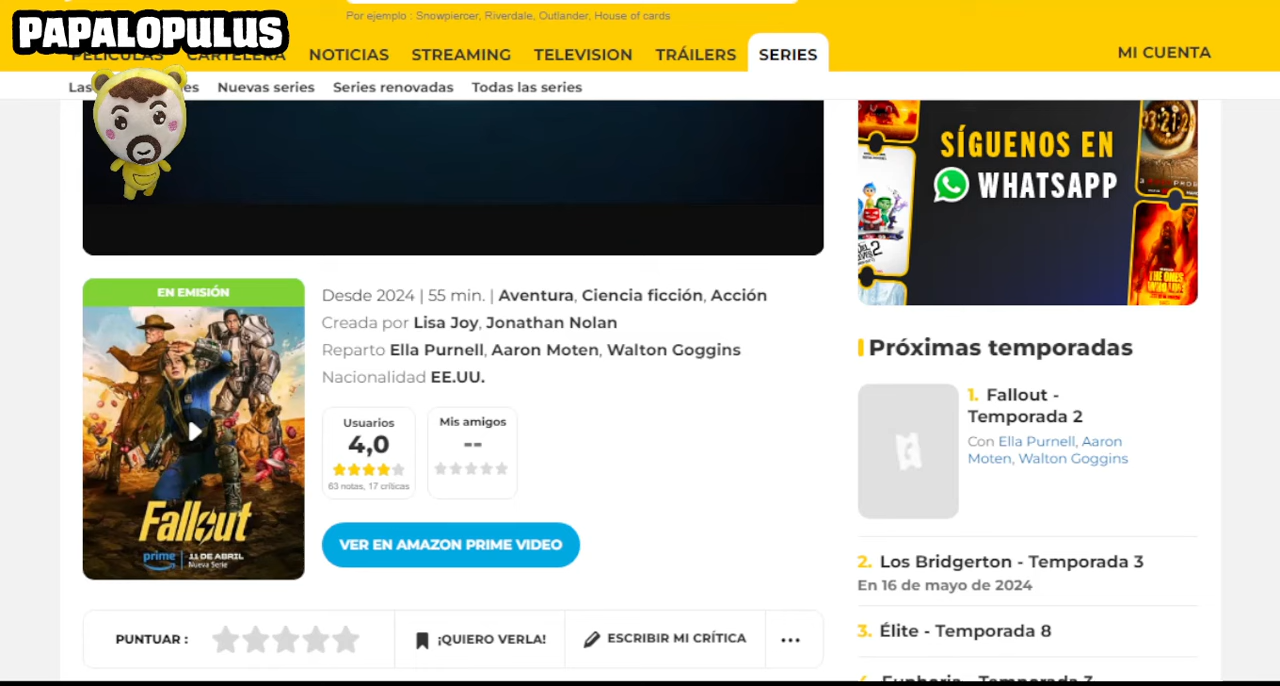 PAPALOPULUS
Por ejemplo : Snowpiercer, Riverdale, Outlander, House of cards
PELÍCULAS CARTELERA NOTICIAS STREAMING TELEVISION TRÁILERS SERIES MI CUENTA
Nuevas series Series renovadas Todas las series
SÍGUENOS EN
WHATSAPP
EN EMISIÓN
Desde 2024 | 55 min. | Aventura, Ciencia ficción, Acción
Creada por Lisa Joy, Jonathan Nolan
Reparto Ella Purnell, Aaron Moten, Walton Goggins
Nacionalidad EE.UU.
Usuarios
4,0
63 notas, 17 críticas
Mis amigos
--
VER EN AMAZON PRIME VIDEO
Fallout
prime 11 DE ABRIL
Nueva Serie
PUNTUAR : ¡QUIERO VERLA! ESCRIBIR MI CRÍTICA ...
Próximas temporadas
1. Fallout -
Temporada 2
Con Ella Purnell, Aaron
Moten, Walton Goggins
2. Los Bridgerton - Temporada 3
En 16 de mayo de 2024
3. Élite - Temporada 8